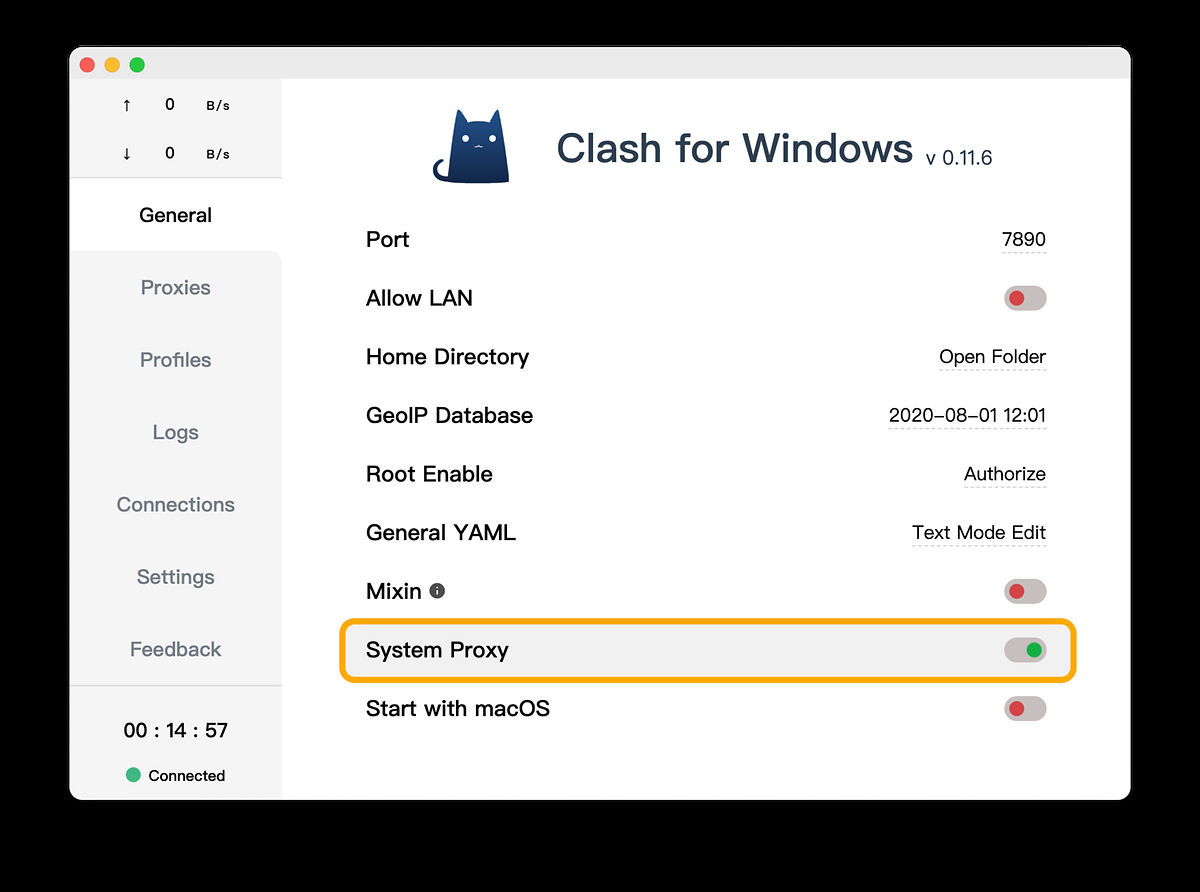 ↑ 0 B/s
↓ 0 B/s
General
Proxies
Profiles
Logs
Connections
Settings
Feedback
00 : 14 : 57
Connected
Clash for Windows v 0.11.6
Port 7890
Allow LAN
Home Directory Open Folder
GeoIP Database 2020-08-01 12:01
Root Enable Authorize
General YAML Text Mode Edit
Mixin
System Proxy
Start with macOS